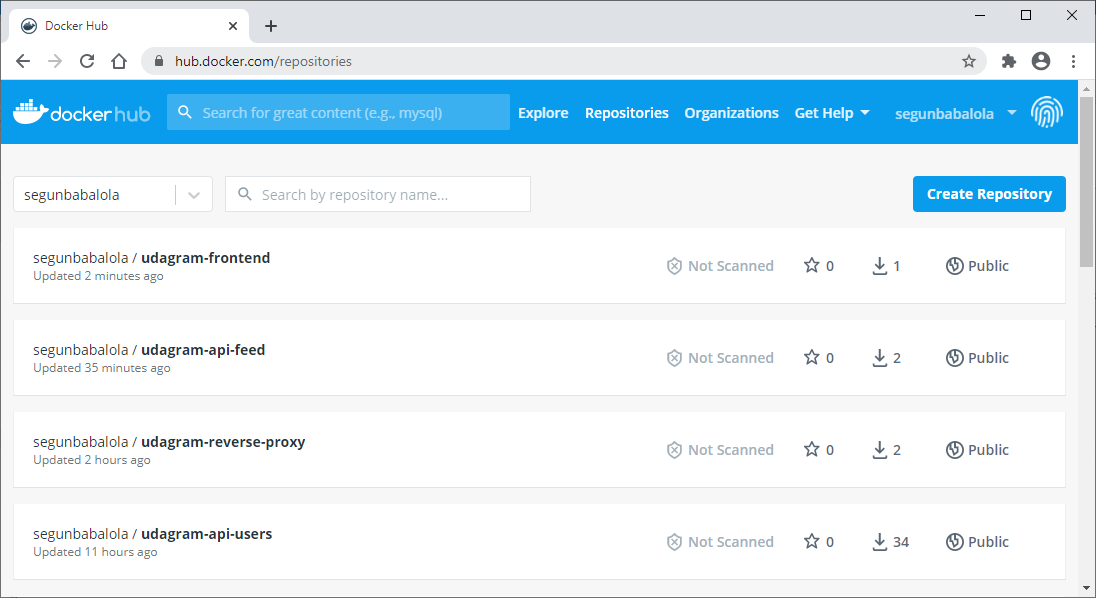 Docker Hub
hub.docker.com/repositories
docker hub Search for great content (e.g., mysql) Explore Repositories Organizations Get Help segunbabalola
segunbabalola Search by repository name... Create Repository
segunbabalola / udagram-frontend
Updated 2 minutes ago
Not Scanned 0 1 Public
segunbabalola / udagram-api-feed
Updated 35 minutes ago
Not Scanned 0 2 Public
segunbabalola / udagram-reverse-proxy
Updated 2 hours ago
Not Scanned 0 2 Public
segunbabalola / udagram-api-users
Updated 11 hours ago
Not Scanned 0 34 Public